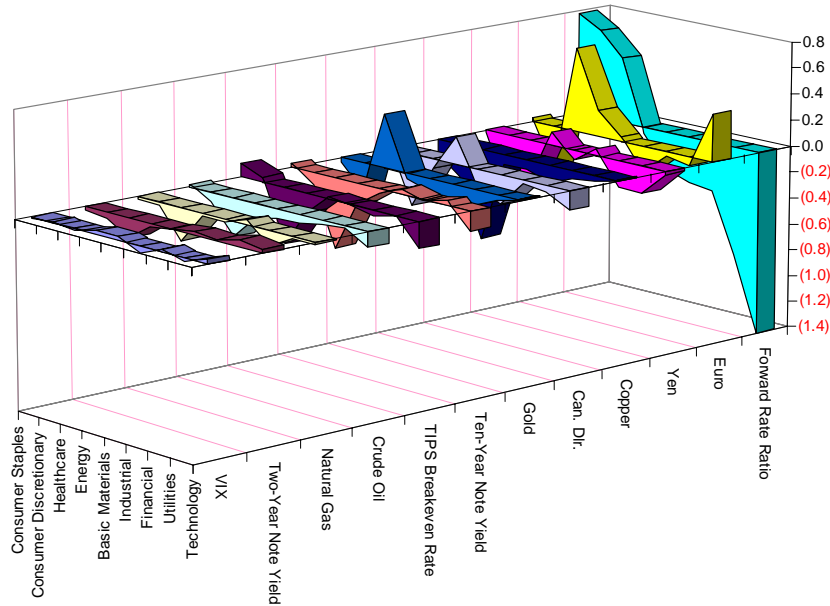 0.8
0.6
0.4
0.2
0.0
(0.2)
(0.4)
(0.6)
(0.8)
(1.0)
(1.2)
(1.4)
Consumer Staples
Consumer Discretionary
Healthcare
Energy
Basic Materials
Industrial
Financial
Utilities
Technology
VIX
Two-Year Note Yield
Natural Gas
Crude Oil
TIPS Breakeven Rate
Ten-Year Note Yield
Gold
Can. Dlr.
Copper
Yen
Euro
Forward Rate Ratio